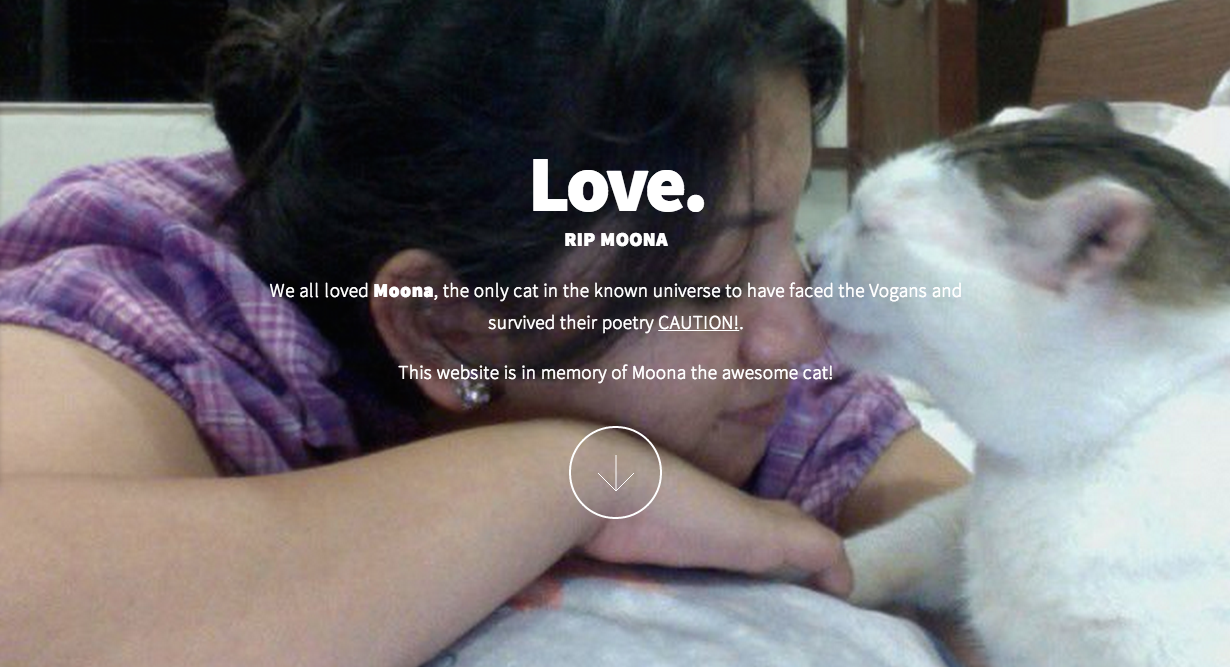 Love.
RIP MOONA
We all loved Moona, the only cat in the known universe to have faced the Vogans and
survived their poetry CAUTION!.
This website is in memory of Moona the awesome cat!